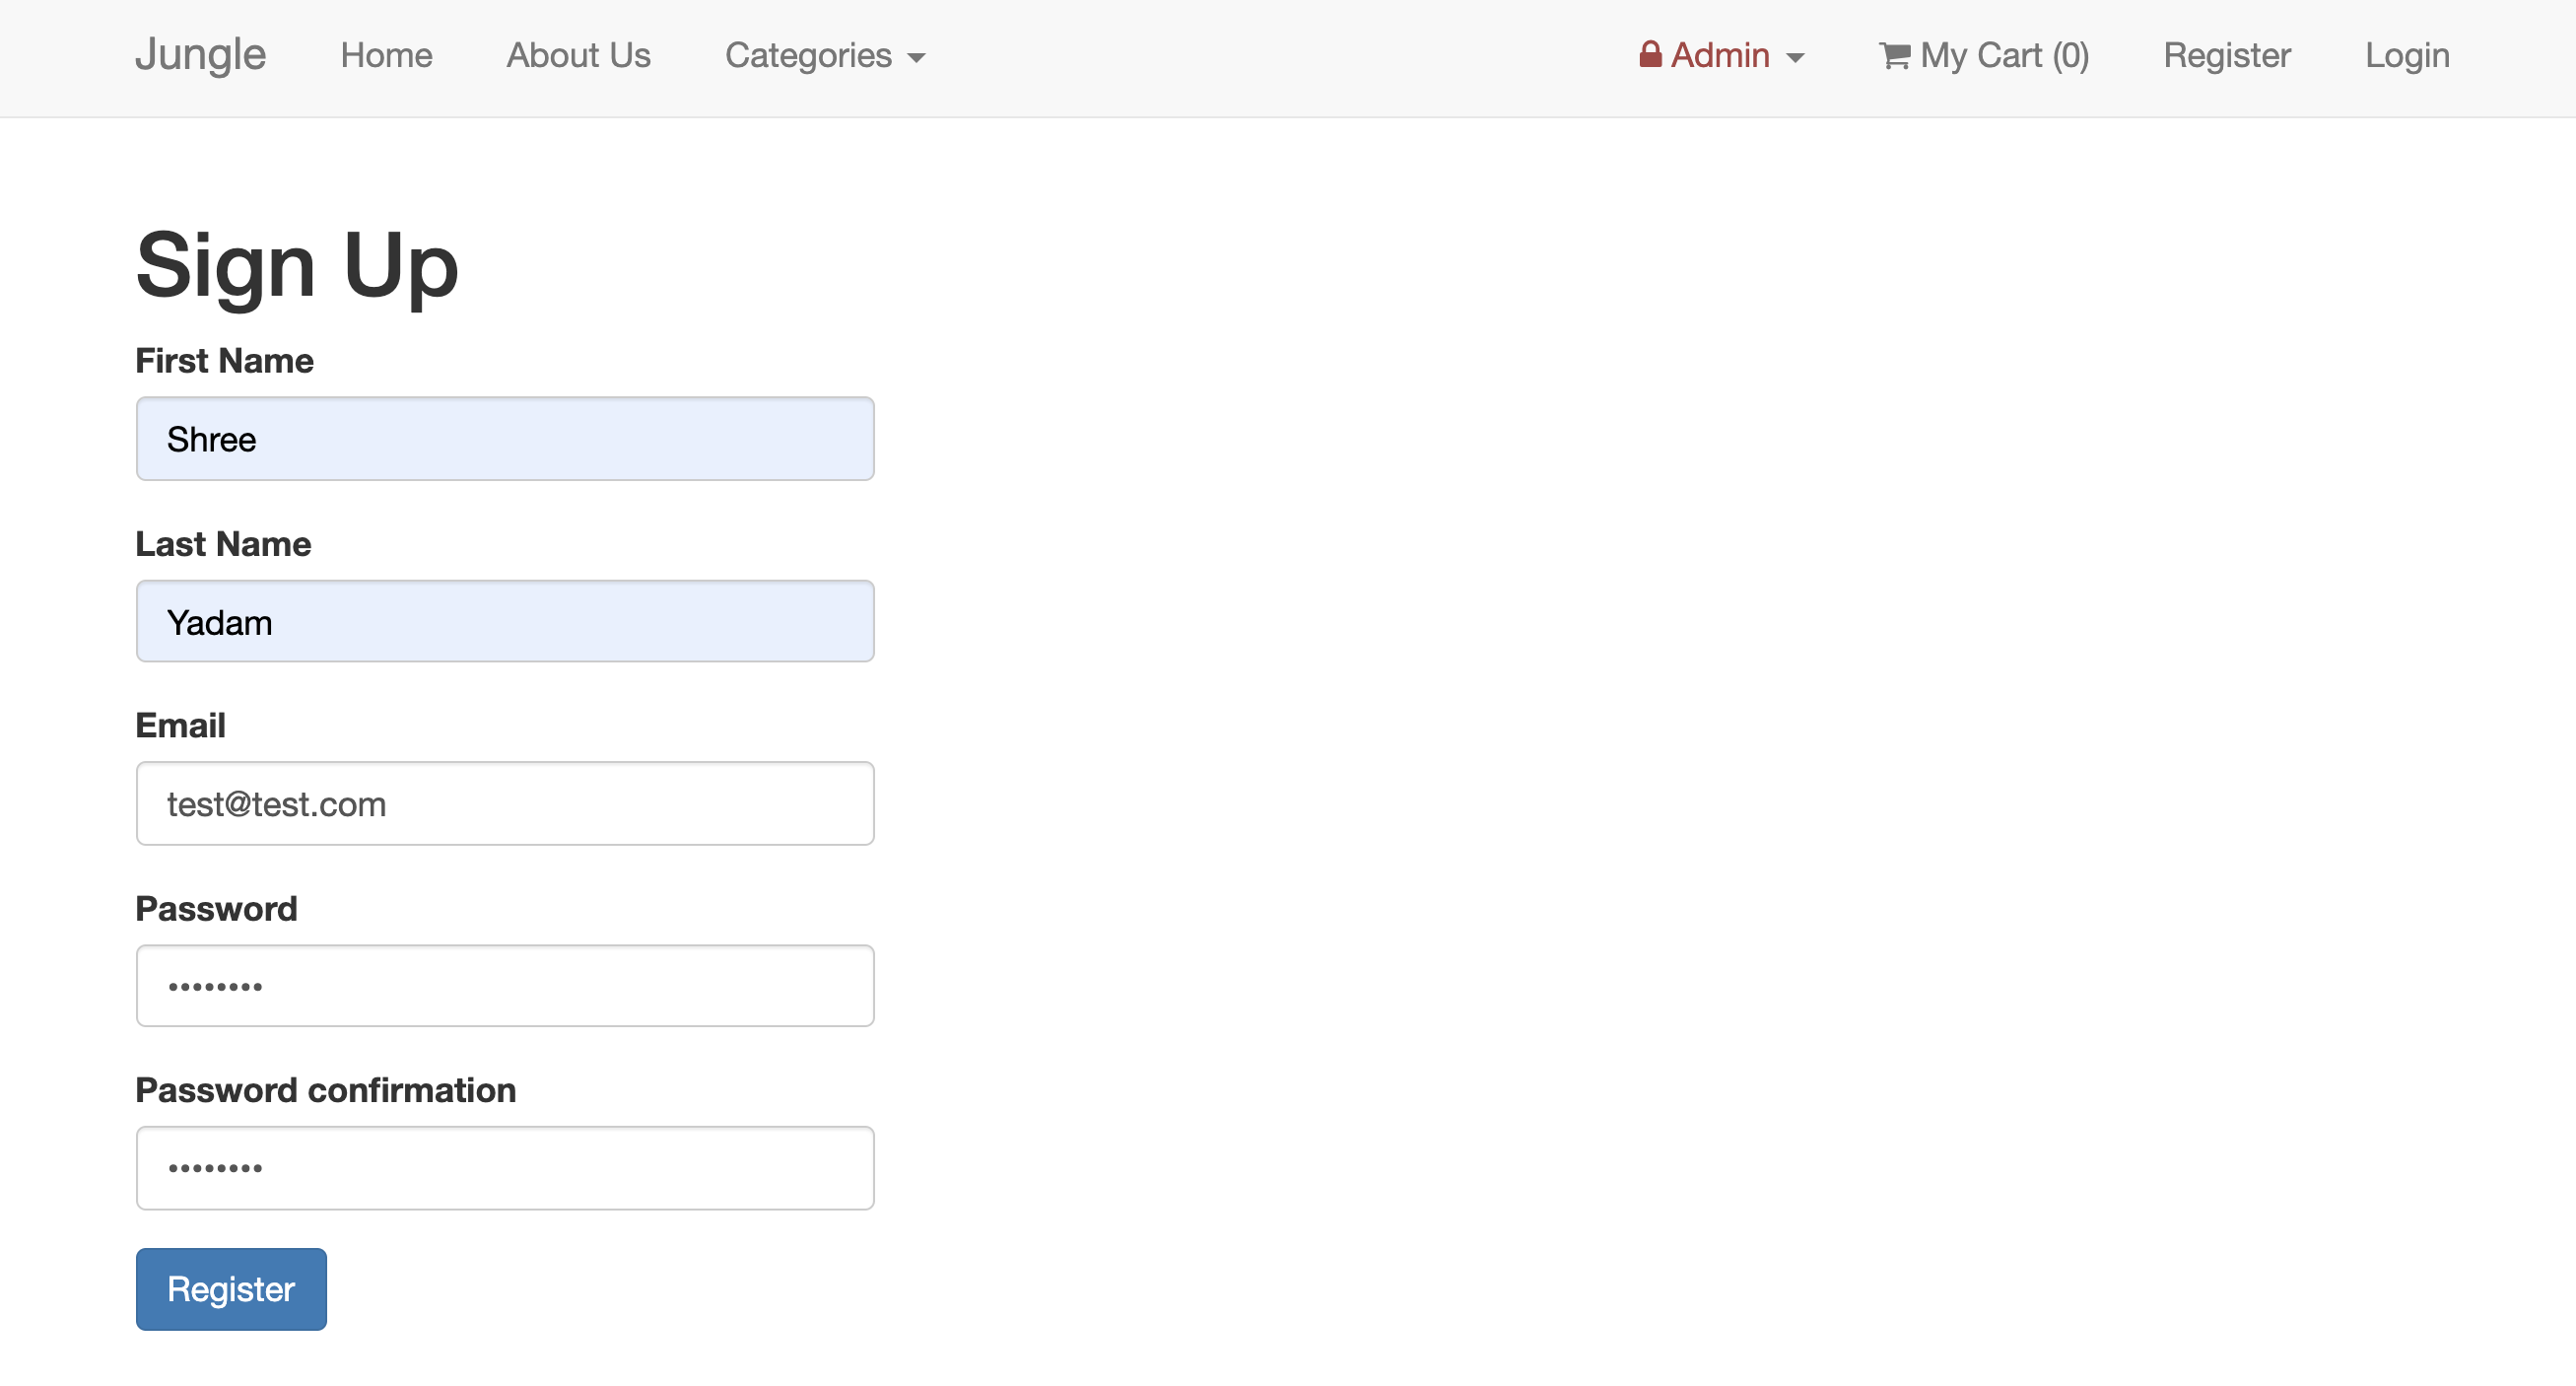 Jungle Home About Us Categories Admin My Cart (0) Register Login
Sign Up
First Name
Shree
Last Name
Yadam
Email
test@test.com
Password
••••••••
Password confirmation
••••••••
Register